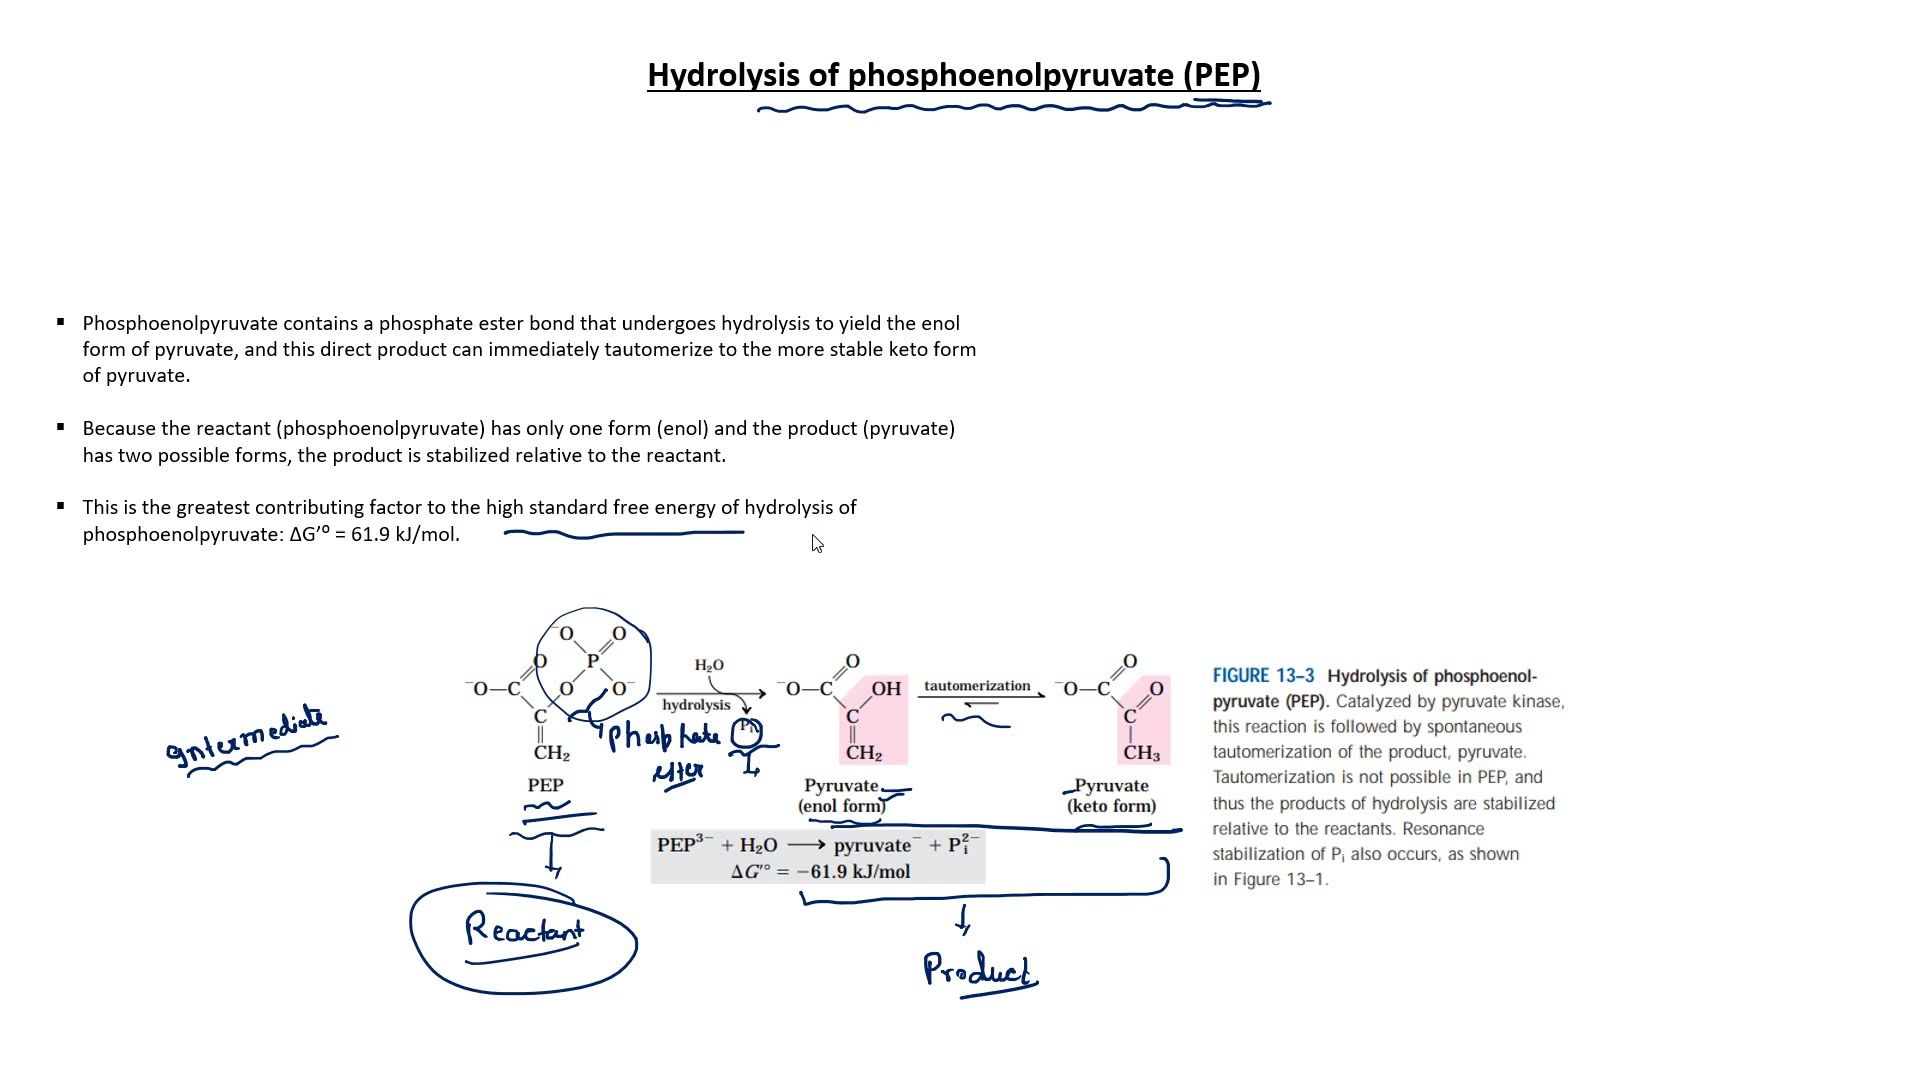 Hydrolysis of phosphoenolpyruvate (PEP)
▪ Phosphoenolpyruvate contains a phosphate ester bond that undergoes hydrolysis to yield the enol
form of pyruvate, and this direct product can immediately tautomerize to the more stable keto form
of pyruvate.
▪ Because the reactant (phosphoenolpyruvate) has only one form (enol) and the product (pyruvate)
has two possible forms, the product is stabilized relative to the reactant.
▪ This is the greatest contributing factor to the high standard free energy of hydrolysis of
phosphoenolpyruvate: ΔG′º = 61.9 kJ/mol.
⁻O O
O P O H₂O O
⁻O—C O O⁻ hydrolysis ⁻O—C OH tautomerization ⁻O—C O
C Phosphate Pi C C
CH₂ ester CH₂ CH₃
Intermediate
PEP Pyruvate Pyruvate
(enol form) (keto form)
PEP³⁻ + H₂O ⟶ pyruvate⁻ + Pᵢ²⁻
ΔG′° = −61.9 kJ/mol
Reactant
Product
FIGURE 13–3 Hydrolysis of phosphoenol-
pyruvate (PEP). Catalyzed by pyruvate kinase,
this reaction is followed by spontaneous
tautomerization of the product, pyruvate.
Tautomerization is not possible in PEP, and
thus the products of hydrolysis are stabilized
relative to the reactants. Resonance
stabilization of Pᵢ also occurs, as shown
in Figure 13–1.